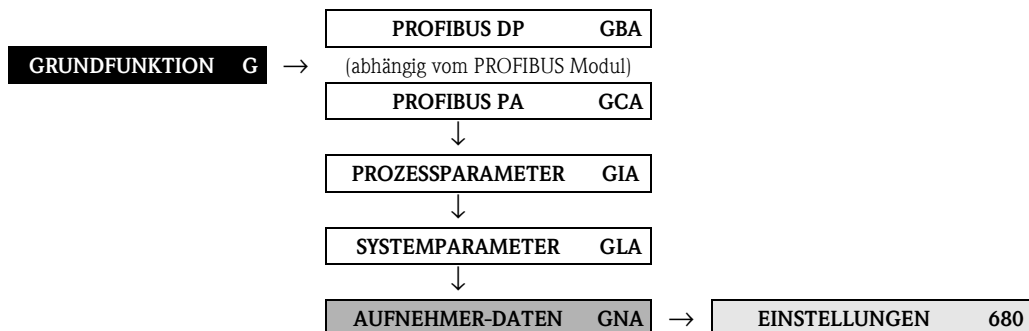 PROFIBUS DP GBA
GRUNDFUNKTION G → (abhängig vom PROFIBUS Modul)
PROFIBUS PA GCA
↓
PROZESSPARAMETER GIA
↓
SYSTEMPARAMETER GLA
↓
AUFNEHMER-DATEN GNA → EINSTELLUNGEN 680